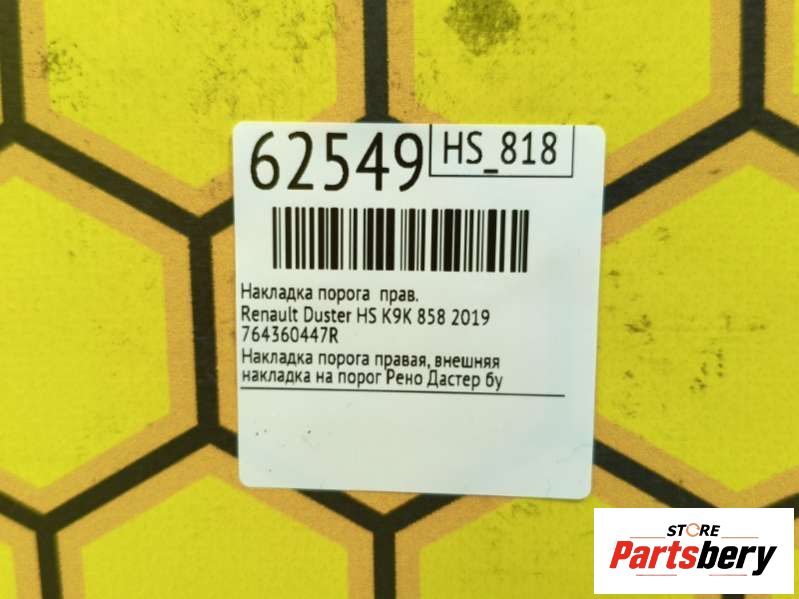 62549
HS_818
Накладка порога прав.
Renault Duster HS K9K 858 2019
764360447R
Накладка порога правая, внешняя
накладка на порог Рено Дастер бу
STORE
Partsbery